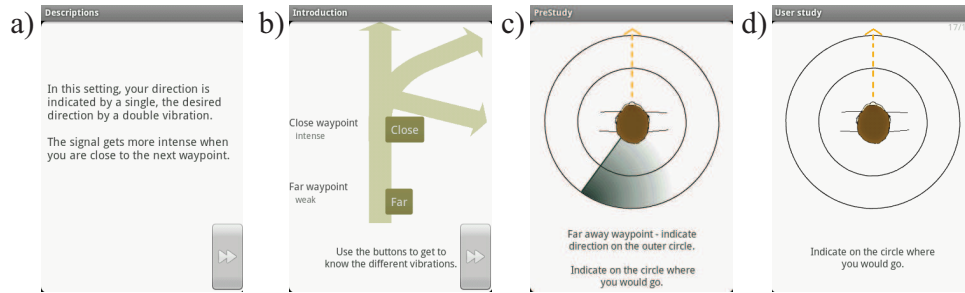 a)
Descriptions
In this setting, your direction is
indicated by a single, the desired
direction by a double vibration.
The signal gets more intense when
you are close to the next waypoint.
b)
Introduction
Close waypoint
intense
Close
Far waypoint
weak
Far
Use the buttons to get to
know the different vibrations.
c)
PreStudy
Far away waypoint - indicate
direction on the outer circle.
Indicate on the circle where
you would go.
d)
User study
Indicate on the circle where
you would go.